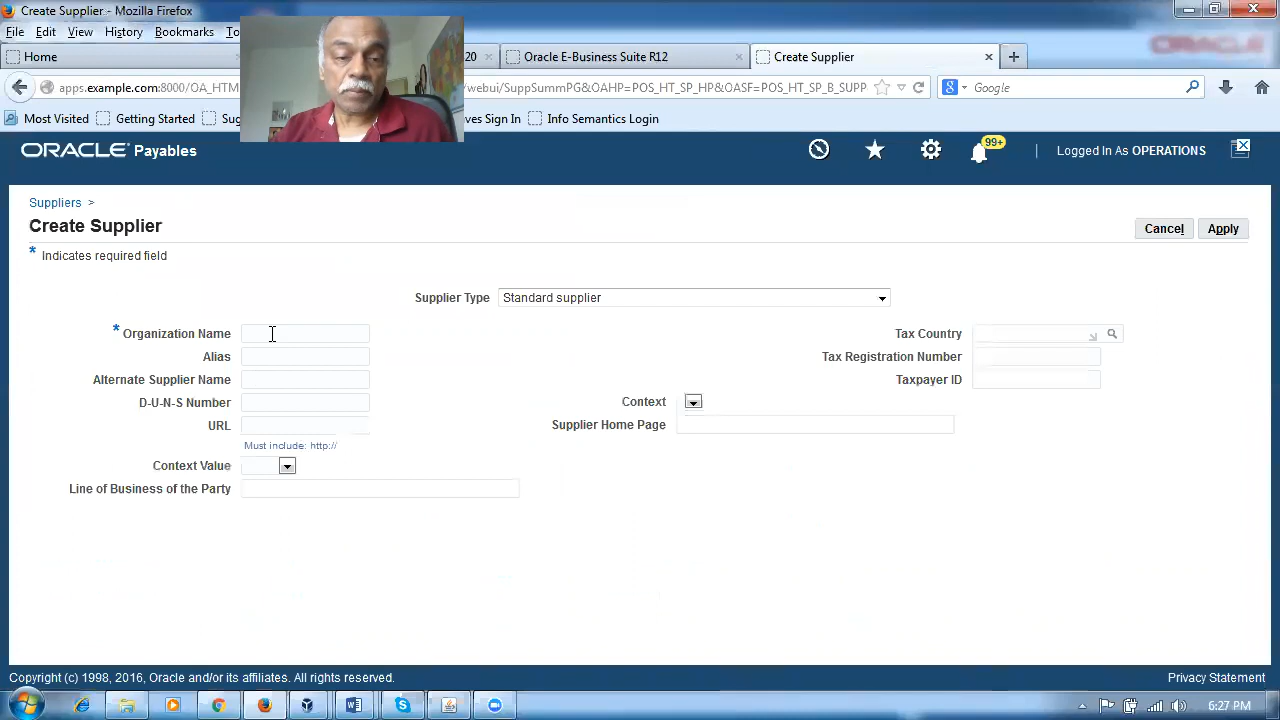 Create Supplier - Mozilla Firefox
File Edit View History Bookmarks To
Home
20
Oracle E-Business Suite R12
Create Supplier
ORACLE
apps.example.com:8000/OA_HTM
/webui/SuppSummPG&OAHP=POS_HT_SP_HP&OASF=POS_HT_SP_B_SUPP
Google
Most Visited Getting Started Sug
ves Sign In Info Semantics Login
ORACLE Payables
99+
Logged In As OPERATIONS
Suppliers >
Create Supplier
Cancel Apply
* Indicates required field
Supplier Type Standard supplier
* Organization Name
Tax Country
Alias
Tax Registration Number
Alternate Supplier Name
Taxpayer ID
D-U-N-S Number
Context
URL
Supplier Home Page
Must include: http://
Context Value
Line of Business of the Party
Copyright (c) 1998, 2016, Oracle and/or its affiliates. All rights reserved.
Privacy Statement
6:27 PM